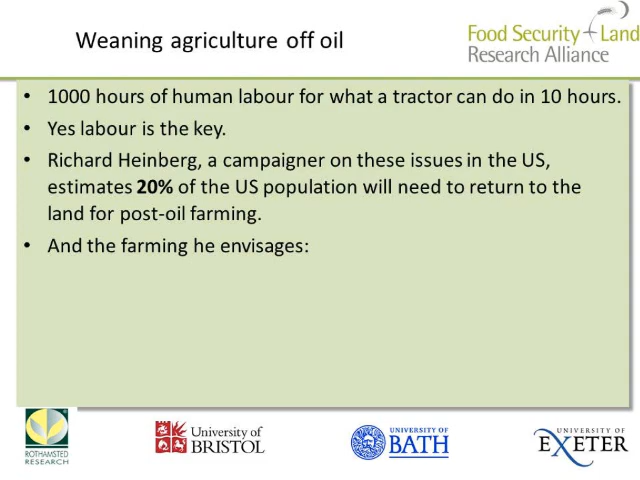 Weaning agriculture off oil
Food Security + Land
Research Alliance
• 1000 hours of human labour for what a tractor can do in 10 hours.
• Yes labour is the key.
• Richard Heinberg, a campaigner on these issues in the US,
estimates 20% of the US population will need to return to the
land for post-oil farming.
• And the farming he envisages:
ROTHAMSTED
RESEARCH
University of
BRISTOL
UNIVERSITY OF
BATH
UNIVERSITY OF
EXETER